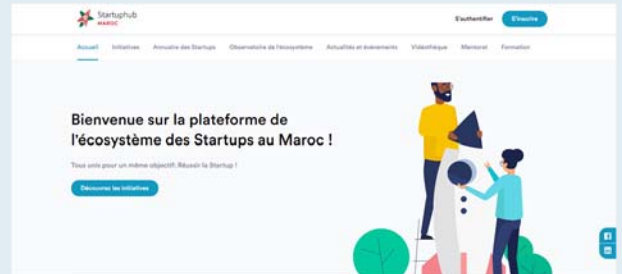 Startuphub
MAROC
S'authentifier
S'inscrire
Accueil
Initiatives
Annuaire des Startups
Observatoire de l'écosystème
Actualités et évènements
Vidéothèque
Mentorat
Formation
Bienvenue sur la plateforme de
l'écosystème des Startups au Maroc !
Tous unis pour un même objectif: Réussir la Startup !
Découvrez les initiatives